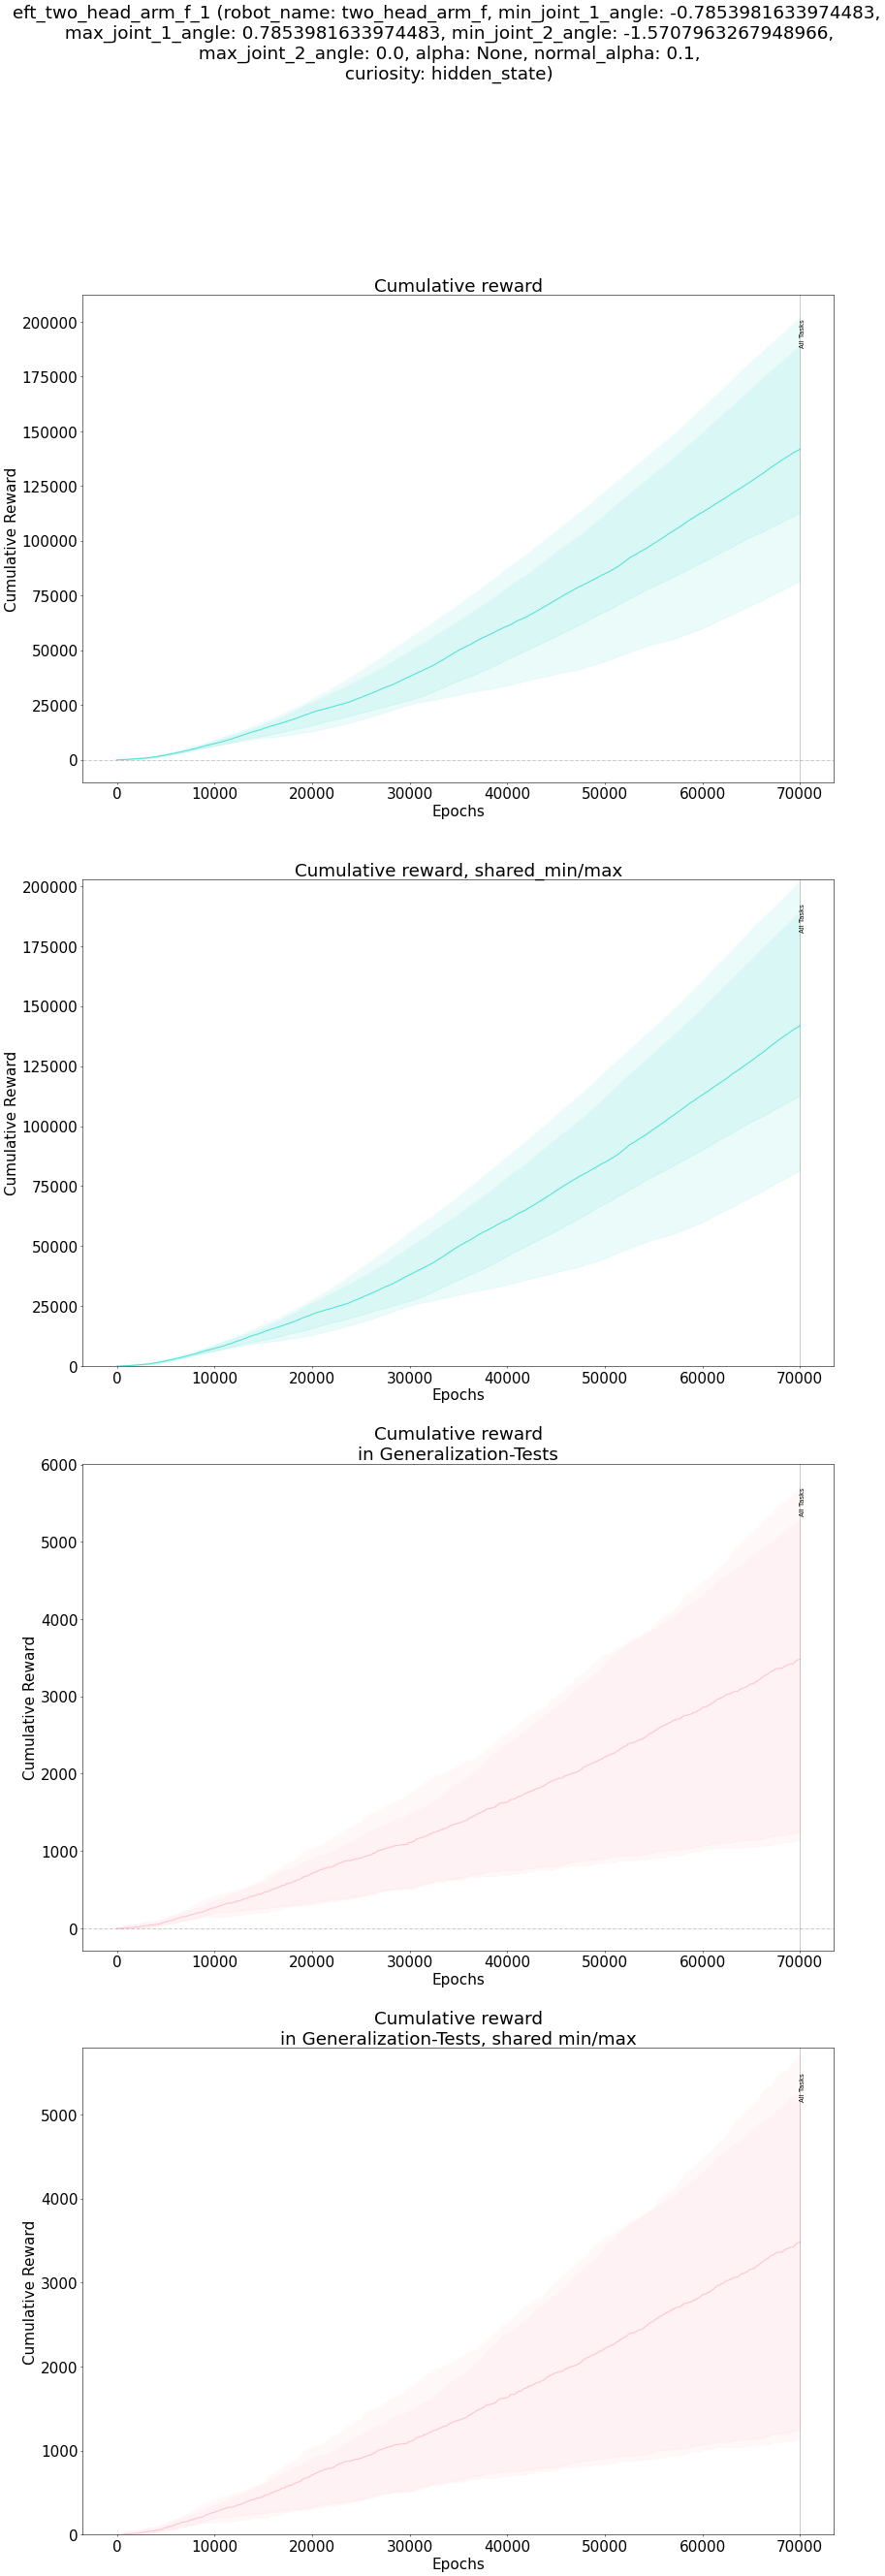 eft_two_head_arm_f_1 (robot_name: two_head_arm_f, min_joint_1_angle: -0.7853981633974483,
max_joint_1_angle: 0.7853981633974483, min_joint_2_angle: -1.5707963267948966,
max_joint_2_angle: 0.0, alpha: None, normal_alpha: 0.1,
curiosity: hidden_state)
Cumulative reward
200000
175000
150000
125000
100000
75000
50000
25000
0
Cumulative Reward
All Tasks
0 10000 20000 30000 40000 50000 60000 70000
Epochs
Cumulative reward, shared_min/max
200000
175000
150000
125000
100000
75000
50000
25000
0
Cumulative Reward
All Tasks
0 10000 20000 30000 40000 50000 60000 70000
Epochs
Cumulative reward
in Generalization-Tests
6000
5000
4000
3000
2000
1000
0
Cumulative Reward
All Tasks
0 10000 20000 30000 40000 50000 60000 70000
Epochs
Cumulative reward
in Generalization-Tests, shared min/max
5000
4000
3000
2000
1000
0
Cumulative Reward
All Tasks
0 10000 20000 30000 40000 50000 60000 70000
Epochs